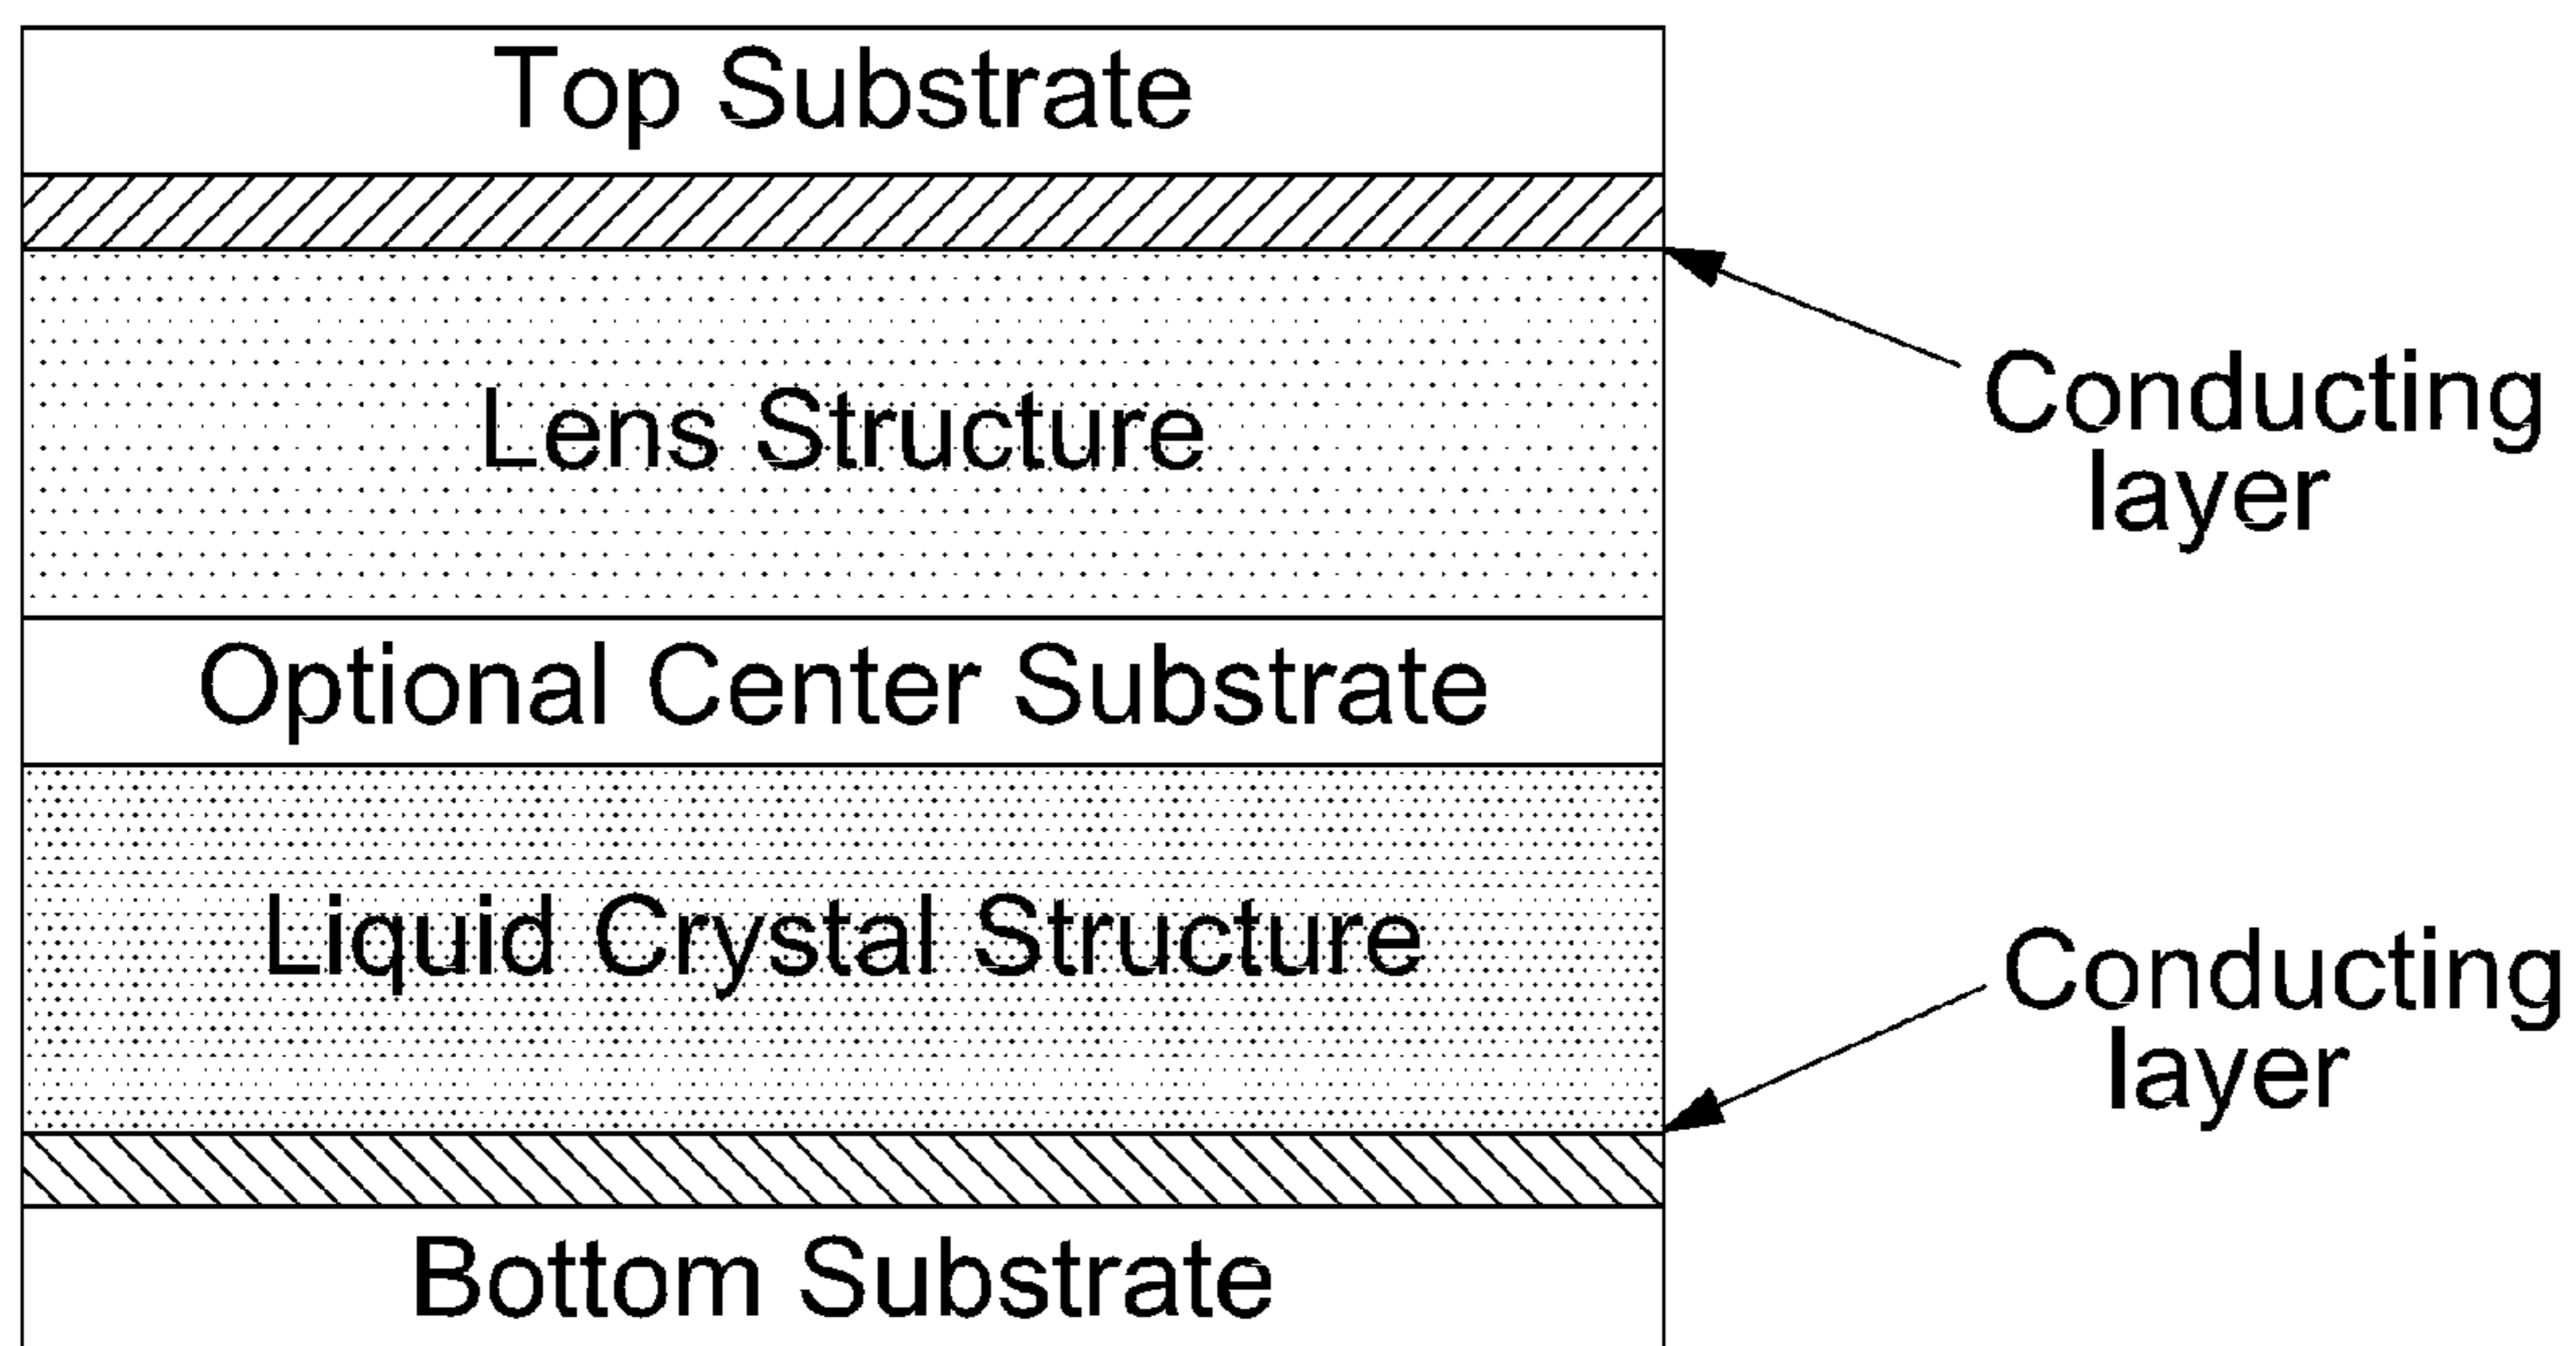 Top Substrate
Lens Structure
Conducting
layer
Optional Center Substrate
Liquid Crystal Structure
Conducting
layer
Bottom Substrate